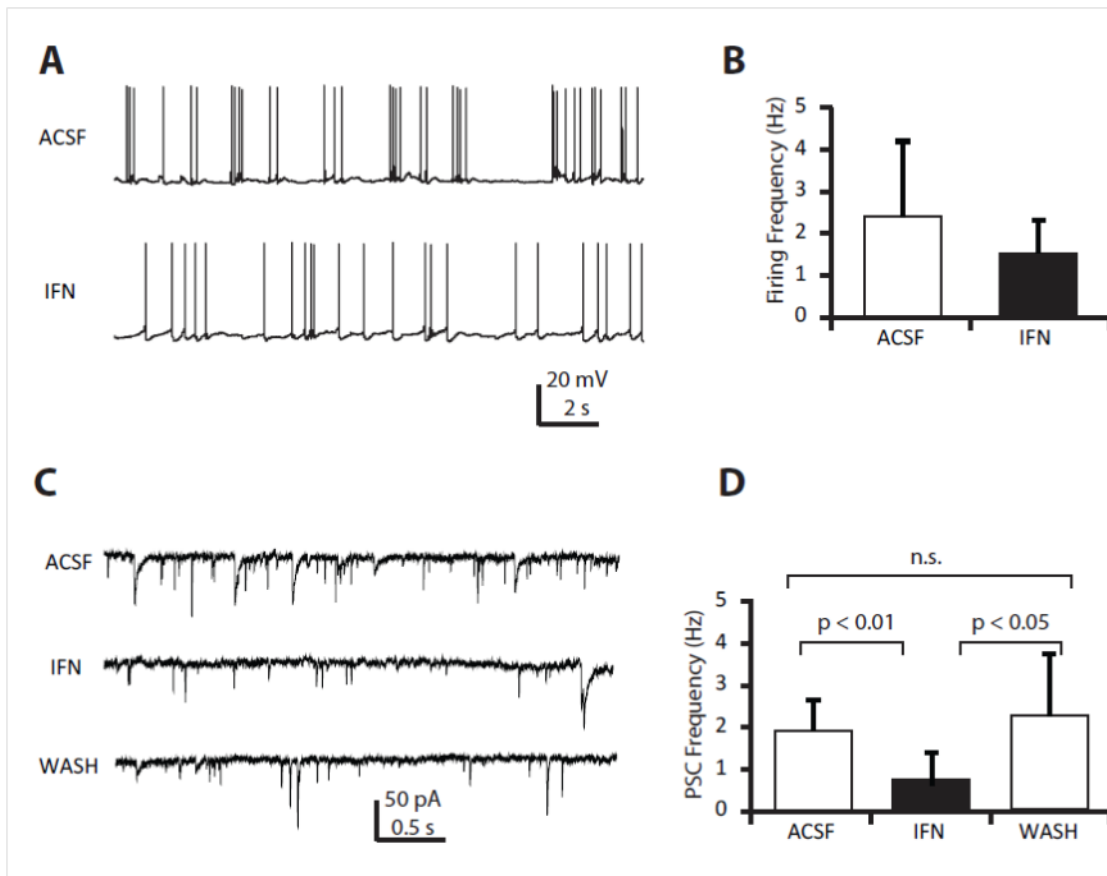 A
ACSF
IFN
20 mV
2 s
B
Firing Frequency (Hz)
5
4
3
2
1
0
ACSF
IFN
C
ACSF
IFN
WASH
50 pA
0.5 s
D
n.s.
p < 0.01
p < 0.05
PSC Frequency (Hz)
5
4
3
2
1
0
ACSF
IFN
WASH